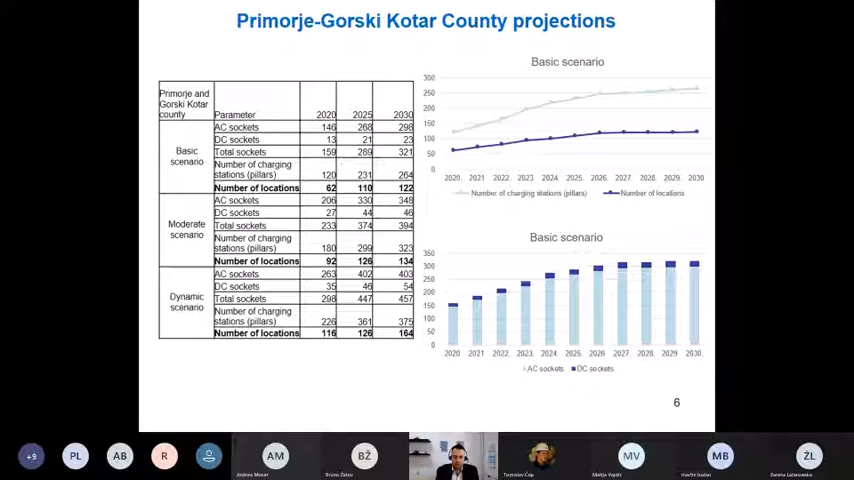 Primorje-Gorski Kotar County projections
Primorje and
Gorski Kotar
county
Parameter 2020 2025 2030
Basic
scenario
AC sockets 146 268 298
DC sockets 13 21 23
Total sockets 159 289 321
Number of charging
stations (pillars) 120 231 264
Number of locations 62 110 122
Moderate
scenario
AC sockets 206 330 348
DC sockets 27 44 46
Total sockets 233 374 394
Number of charging
stations (pillars) 180 299 323
Number of locations 92 126 134
Dynamic
scenario
AC sockets 263 402 403
DC sockets 35 46 54
Total sockets 298 447 457
Number of charging
stations (pillars) 226 361 375
Number of locations 116 126 164
Basic scenario
300
250
200
150
100
50
0
2020. 2021. 2022. 2023. 2024. 2025. 2026. 2027. 2028. 2029. 2030.
Number of charging stations (pillars) Number of locations
Basic scenario
350
300
250
200
150
100
50
0
2020. 2021. 2022. 2023. 2024. 2025. 2026. 2027. 2028. 2029. 2030.
AC sockets DC sockets
6
+9 PL AB R AM BŽ MV MB ŽL